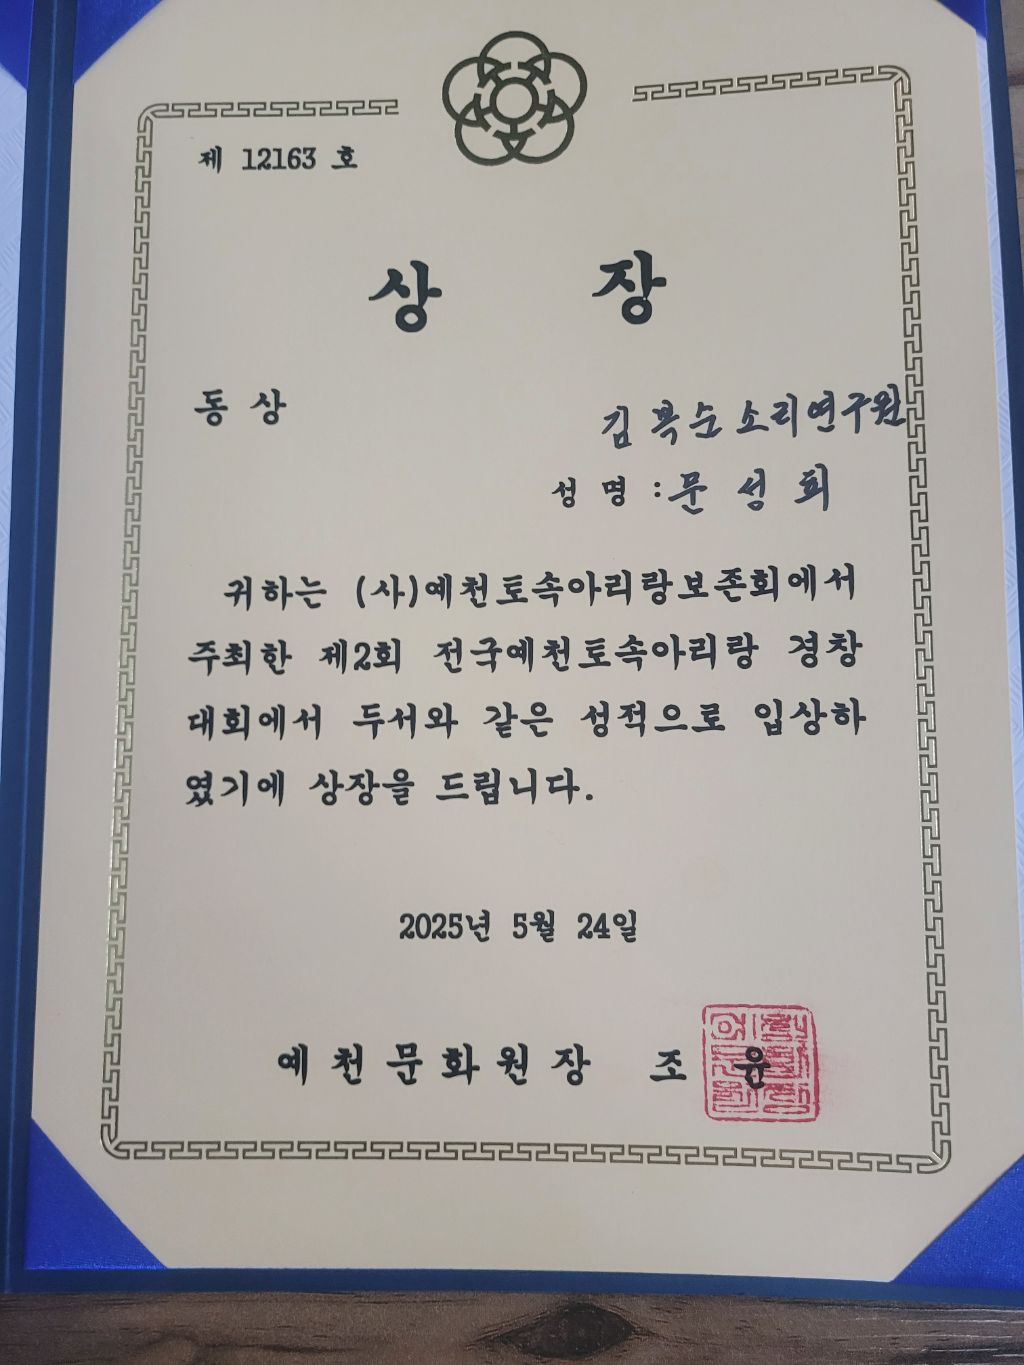 제 12163 호
상 장
동 상
김복순소리연구원
성 명 : 문 성 희
귀하는 (사)예천토속아리랑보존회에서
주최한 제2회 전국예천토속아리랑 경창
대회에서 두서와 같은 성적으로 입상하
였기에 상장을 드립니다.
2025년 5월 24일
예 천 문 화 원 장 조 윤